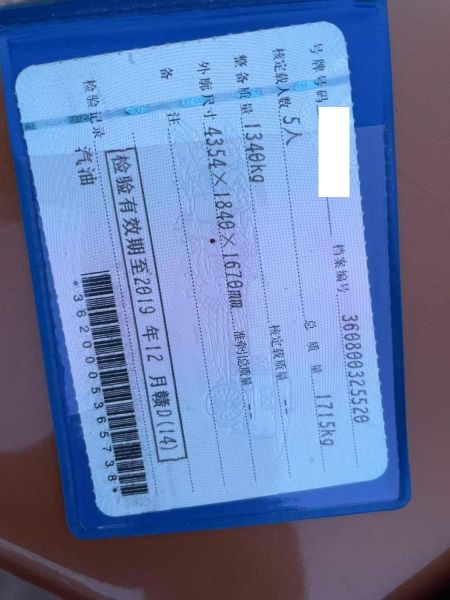 号牌号码 档案编号 360800325520
核定载人数 5人 总质量 1715kg
整备质量 1340kg 核定载质量 --
外廓尺寸 4354×1840×1670mm 准牵引总质量 --
备注
检验有效期至2019年12月赣D(14)
检验记录 汽油
*3620005365738*